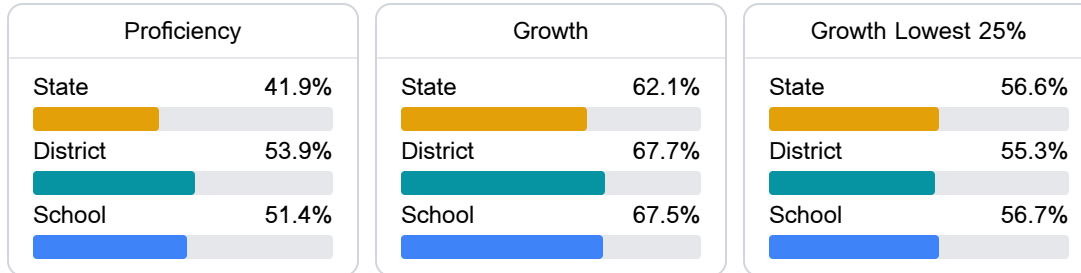 Proficiency
State 41.9%
District 53.9%
School 51.4%
Growth
State 62.1%
District 67.7%
School 67.5%
Growth Lowest 25%
State 56.6%
District 55.3%
School 56.7%